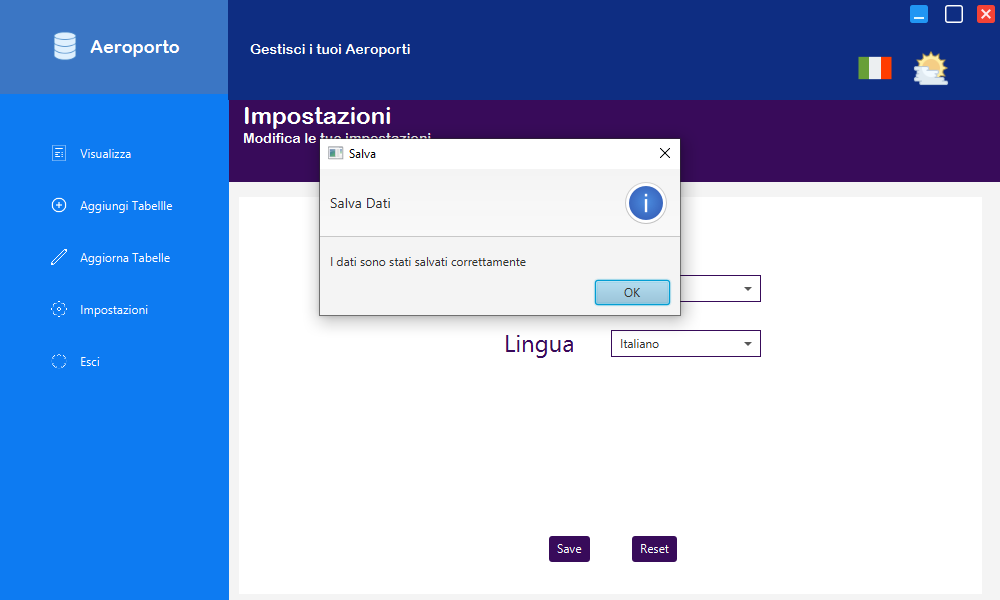 Aeroporto
Gestisci i tuoi Aeroporti
Visualizza
Aggiungi Tabellle
Aggiorna Tabelle
Impostazioni
Esci
Impostazioni
Modifica le tue impostazioni
Salva
Salva Dati
I dati sono stati salvati correttamente
OK
Lingua
Italiano
Save
Reset